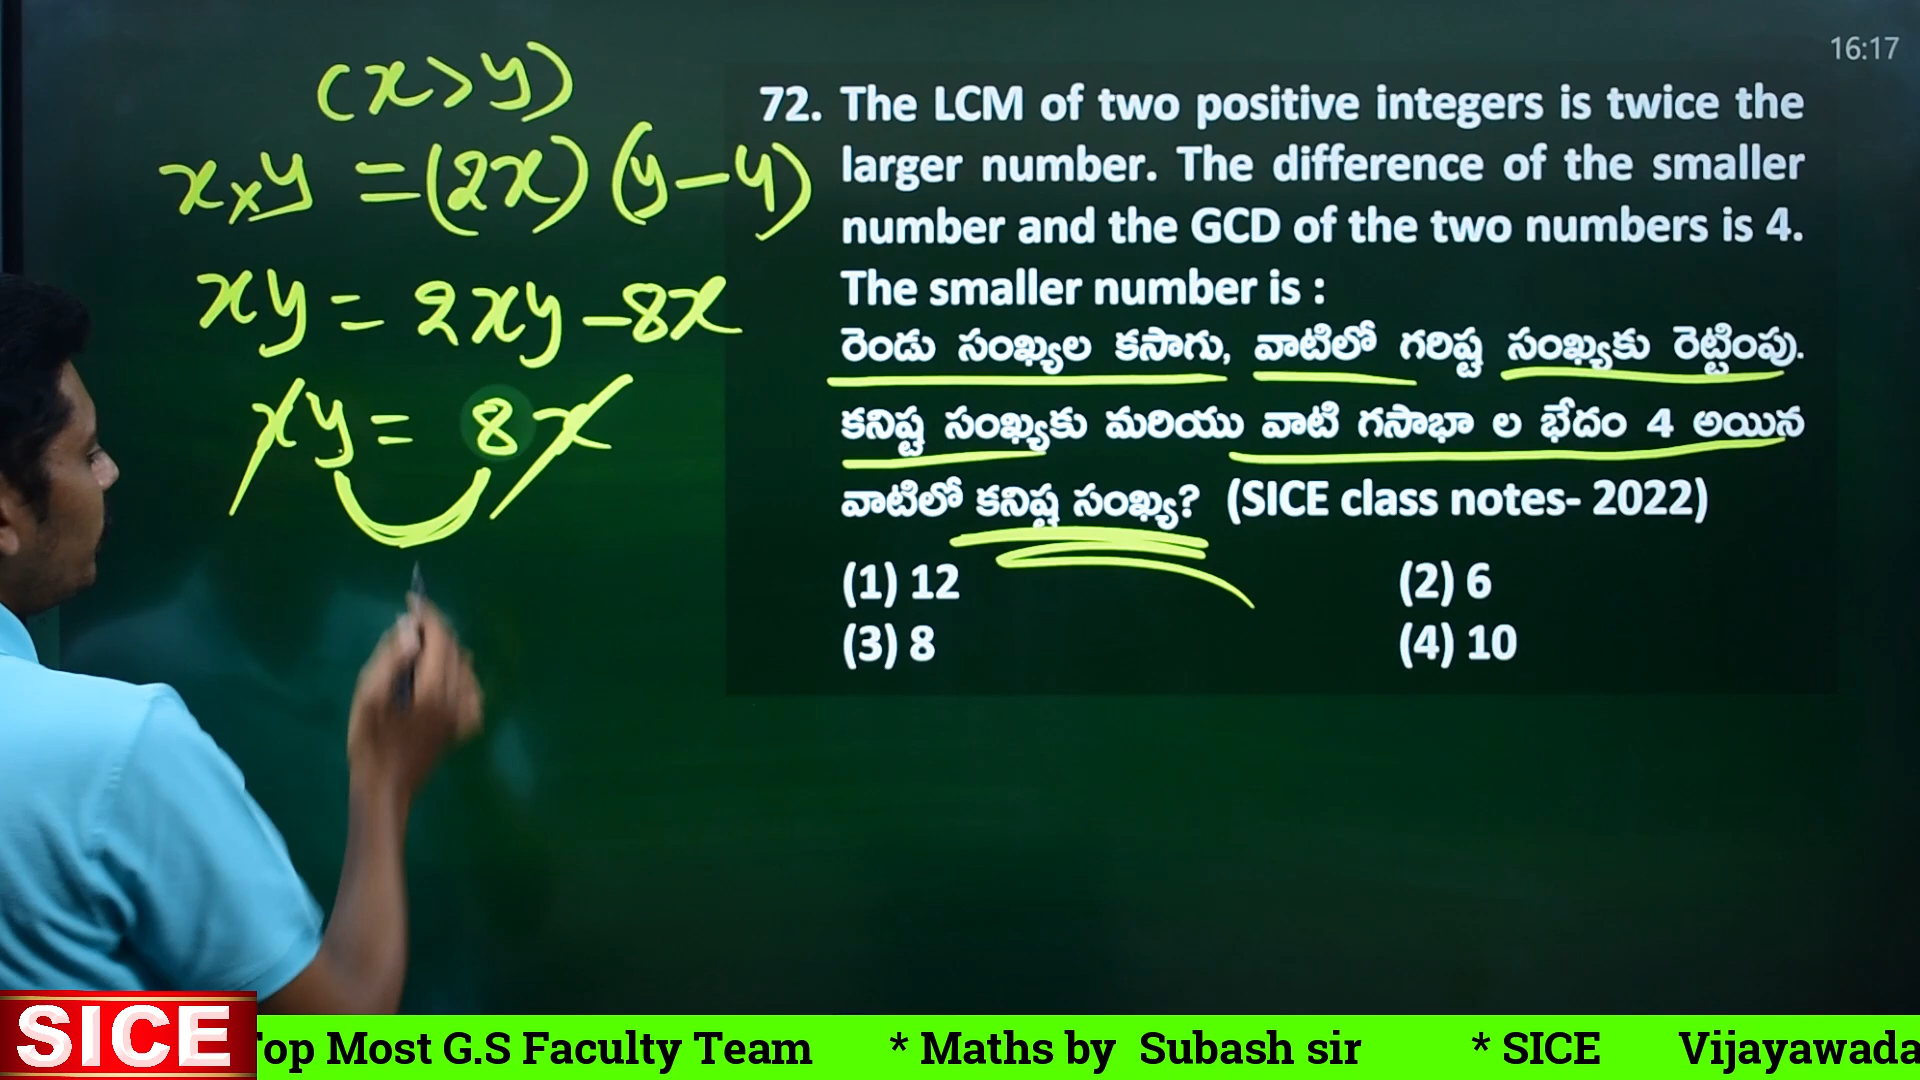 16:17
(x>y)
x×y = (2x) (y-4)
xy = 2xy - 8x
xy = 8x
72. The LCM of two positive integers is twice the
larger number. The difference of the smaller
number and the GCD of the two numbers is 4.
The smaller number is :
రెండు సంఖ్యల కసాగు, వాటిలో గరిష్ట సంఖ్యకు రెట్టింపు.
కనిష్ట సంఖ్యకు మరియు వాటి గసాభా ల భేదం 4 అయిన
వాటిలో కనిష్ట సంఖ్య? (SICE class notes- 2022)
(1) 12 (2) 6
(3) 8 (4) 10
SICE Top Most G.S Faculty Team * Maths by Subash sir * SICE Vijayawada